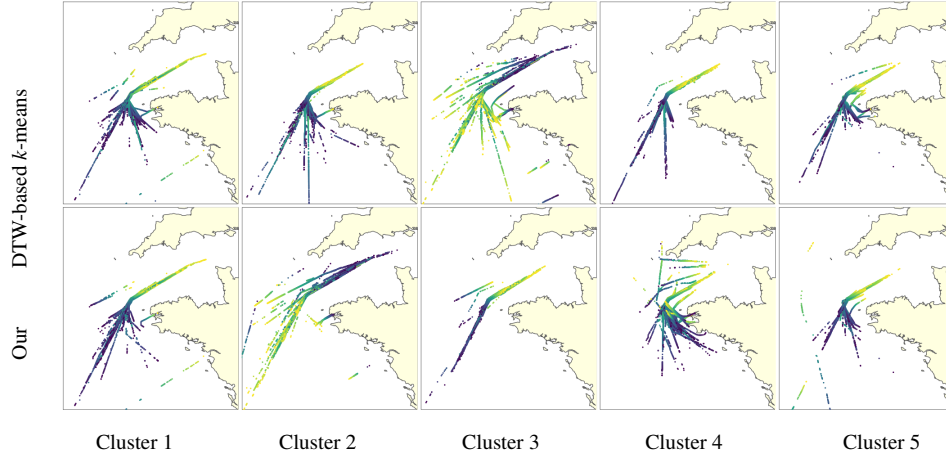 DTW-based k-means
Our
Cluster 1
Cluster 2
Cluster 3
Cluster 4
Cluster 5